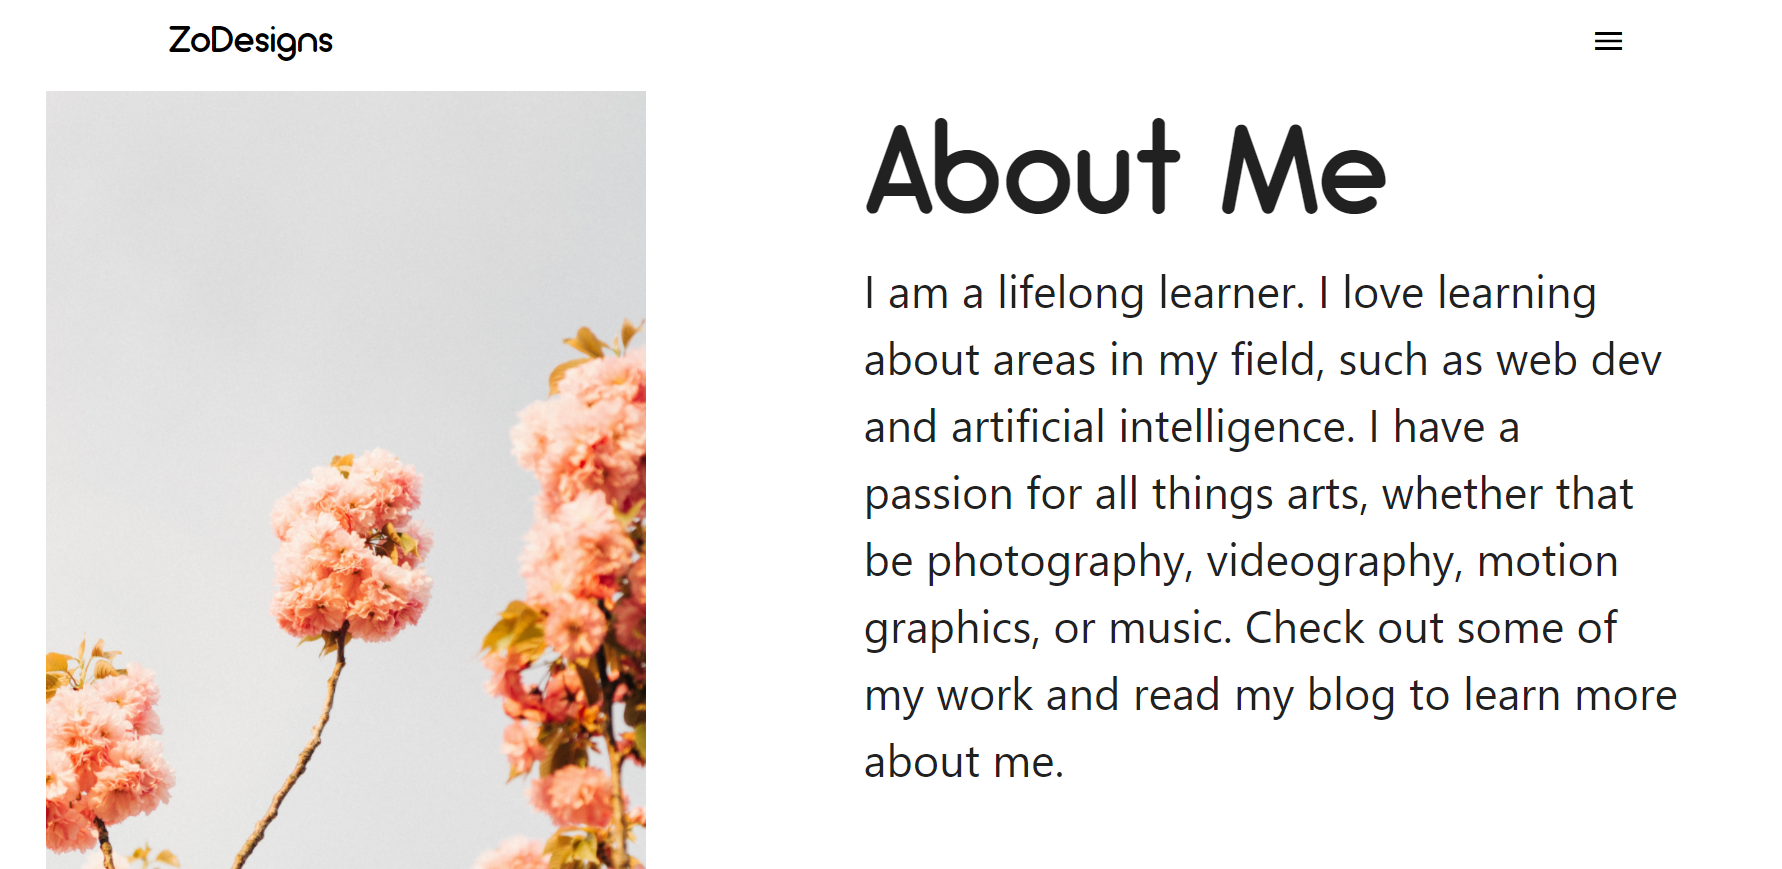 ZoDesigns
About Me
I am a lifelong learner. I love learning
about areas in my field, such as web dev
and artificial intelligence. I have a
passion for all things arts, whether that
be photography, videography, motion
graphics, or music. Check out some of
my work and read my blog to learn more
about me.